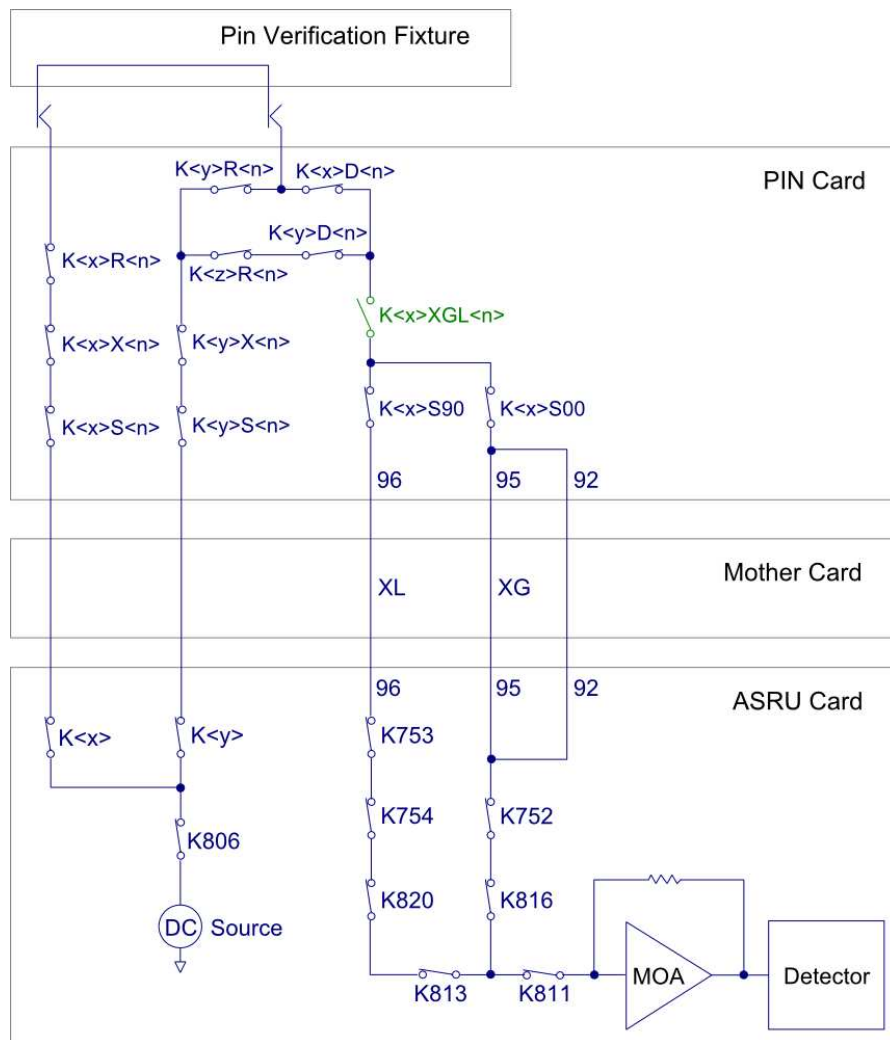 Pin Verification Fixture
PIN Card
K<y>R<n> K<x>D<n>
K<y>D<n>
K<x>R<n>
K<z>R<n>
K<x>XGL<n>
K<x>X<n> K<y>X<n>
K<x>S90 K<x>S00
K<x>S<n> K<y>S<n>
96 95 92
Mother Card
XL XG
96 95 92
ASRU Card
K<x> K<y> K753
K754 K752
K806
K820 K816
DC Source
MOA Detector
K813 K811